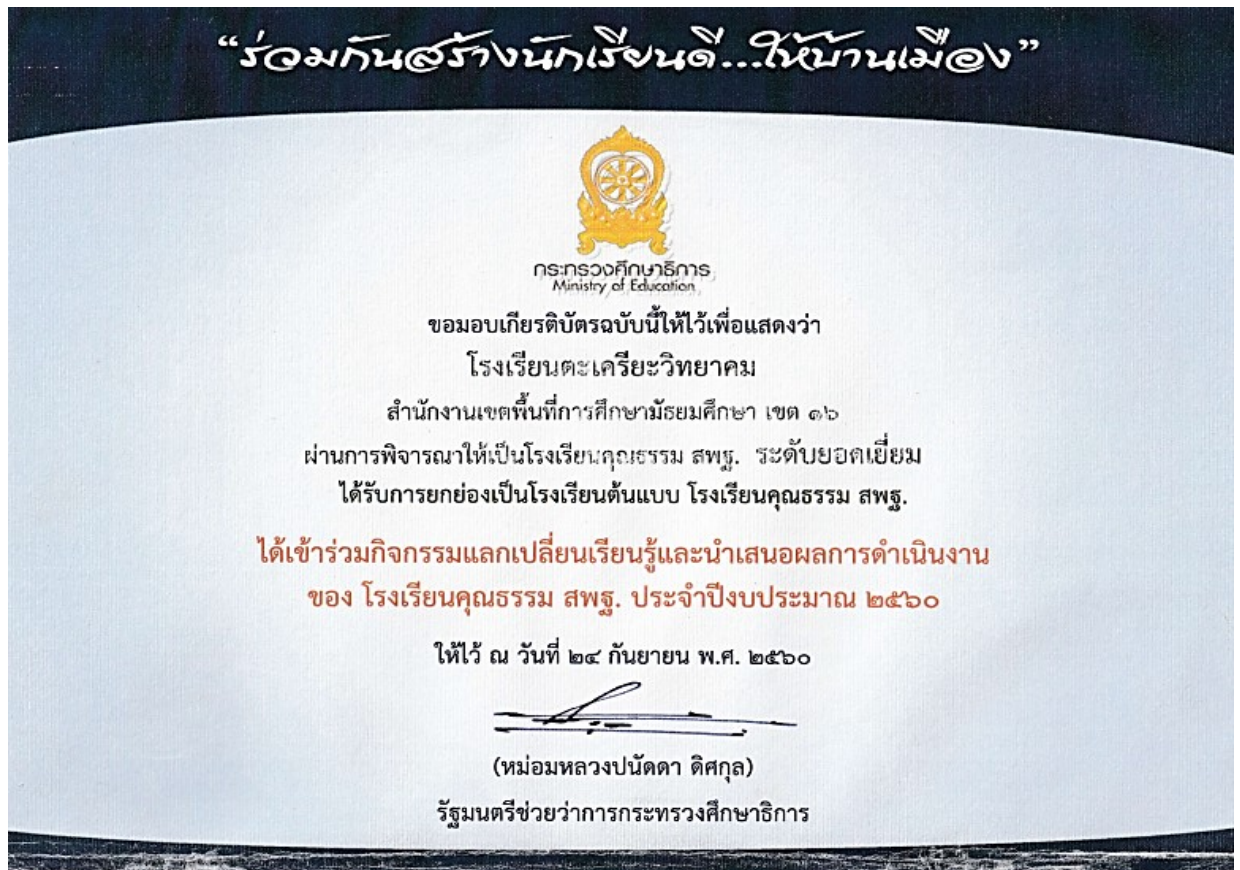 “ร่วมกันสร้างนักเรียนดี...ให้บ้านเมือง”
กระทรวงศึกษาธิการ
Ministry of Education
ขอมอบเกียรติบัตรฉบับนี้ให้ไว้เพื่อแสดงว่า
โรงเรียนตะเครียะวิทยาคม
สำนักงานเขตพื้นที่การศึกษามัธยมศึกษา เขต ๑๖
ผ่านการพิจารณาให้เป็นโรงเรียนคุณธรรม สพฐ. ระดับยอดเยี่ยม
ได้รับการยกย่องเป็นโรงเรียนต้นแบบ โรงเรียนคุณธรรม สพฐ.
ได้เข้าร่วมกิจกรรมแลกเปลี่ยนเรียนรู้และนำเสนอผลการดำเนินงาน
ของ โรงเรียนคุณธรรม สพฐ. ประจำปีงบประมาณ ๒๕๖๐
ให้ไว้ ณ วันที่ ๒๔ กันยายน พ.ศ. ๒๕๖๐
(หม่อมหลวงปนัดดา ดิศกุล)
รัฐมนตรีช่วยว่าการกระทรวงศึกษาธิการ